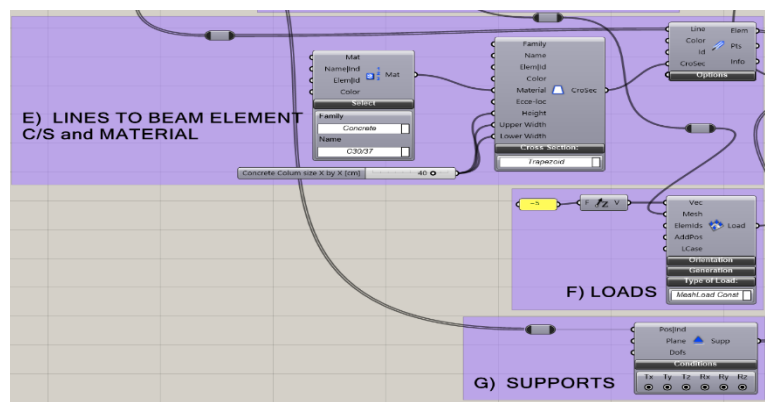 E) LINES TO BEAM ELEMENT
C/S and MATERIAL
Mat
Name|Ind
Elem|Id
Color
Mat
Select
Family
Concrete
Name
C30/37
Concrete Colum size X by X [cm]
40
Family
Name
Elem|Id
Color
Material
Ecce-loc
Height
Upper Width
Lower Width
CroSec
Cross Section:
Trapezoid
Line
Color
Id
CroSec
Elem
Pts
Info
Options
-5
F
Z
V
Vec
Mesh
ElemIds
AddPos
LCase
Load
Orientation
Generation
Type of Load:
MeshLoad Const
F) LOADS
Pos|Ind
Plane
Dofs
Supp
Conditions
Tx Ty Tz Rx Ry Rz
G) SUPPORTS